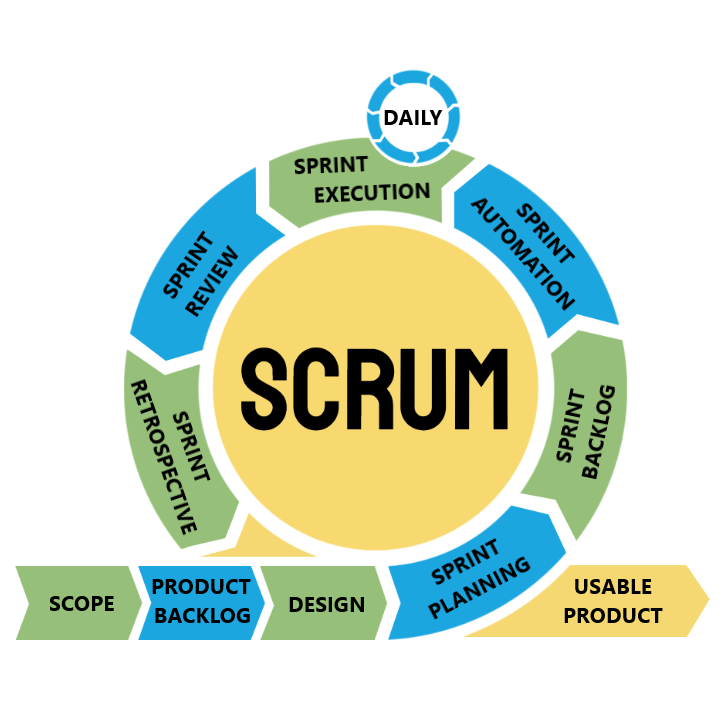 DAILY
SPRINT
EXECUTION
SPRINT
AUTOMATION
SPRINT
REVIEW
SCRUM
SPRINT
BACKLOG
SPRINT
RETROSPECTIVE
SPRINT
PLANNING
SCOPE
PRODUCT
BACKLOG
DESIGN
USABLE
PRODUCT